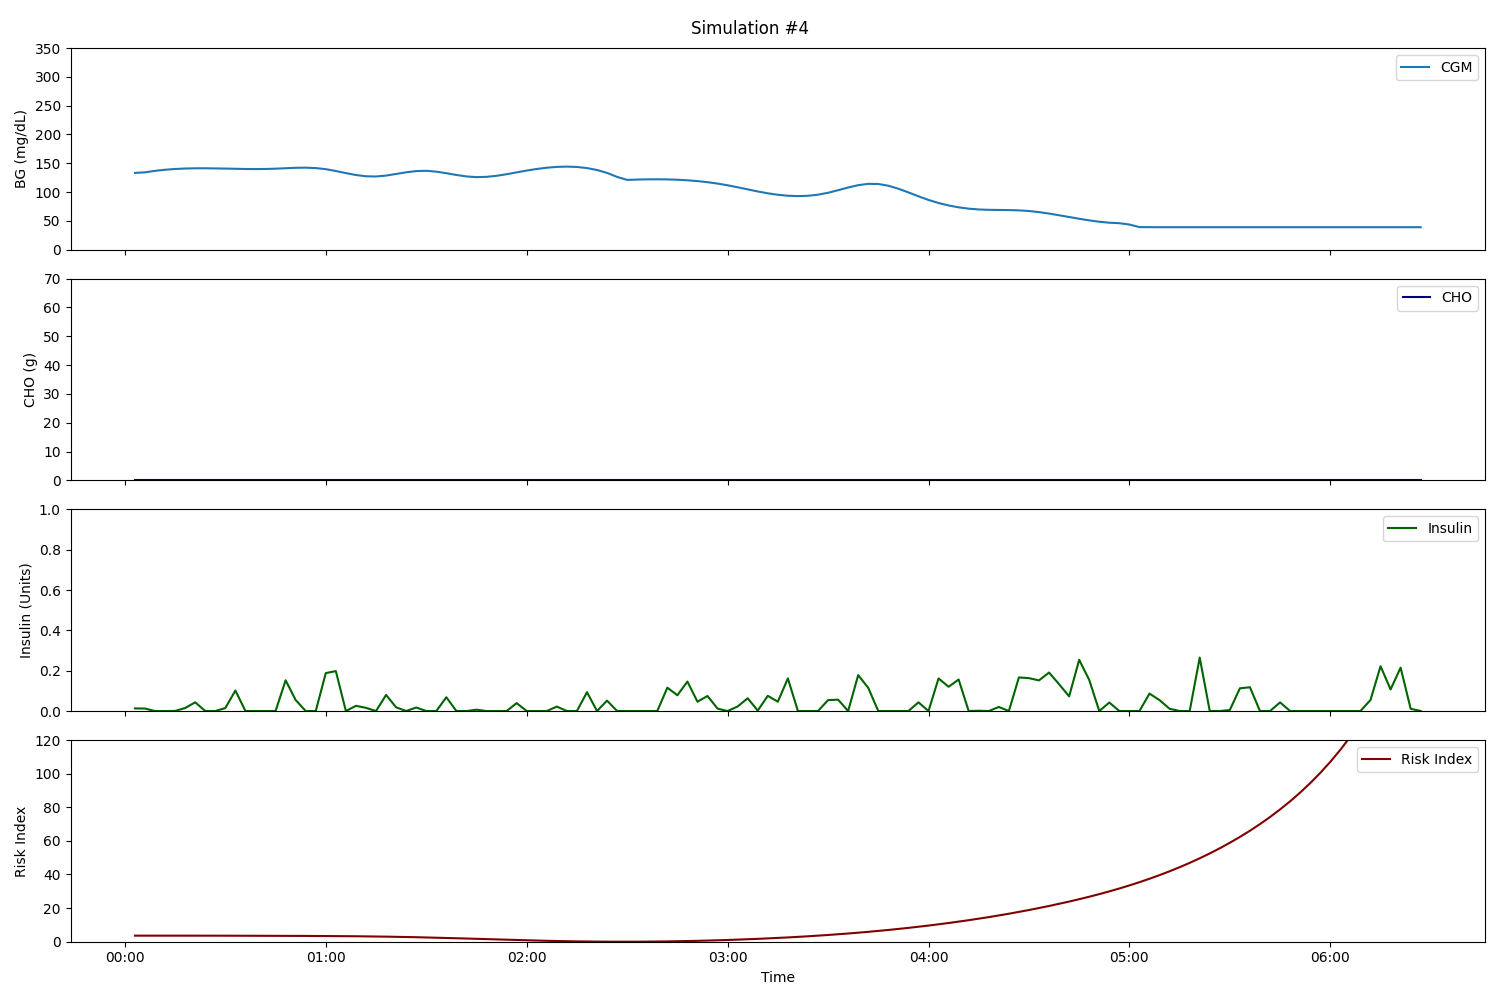 Simulation #4
350
300
250
200
150
100
50
0
BG (mg/dL)
CGM
70
60
50
40
30
20
10
0
CHO (g)
CHO
1.0
0.8
0.6
0.4
0.2
0.0
Insulin (Units)
Insulin
120
100
80
60
40
20
0
Risk Index
Risk Index
00:00 01:00 02:00 03:00 04:00 05:00 06:00
Time